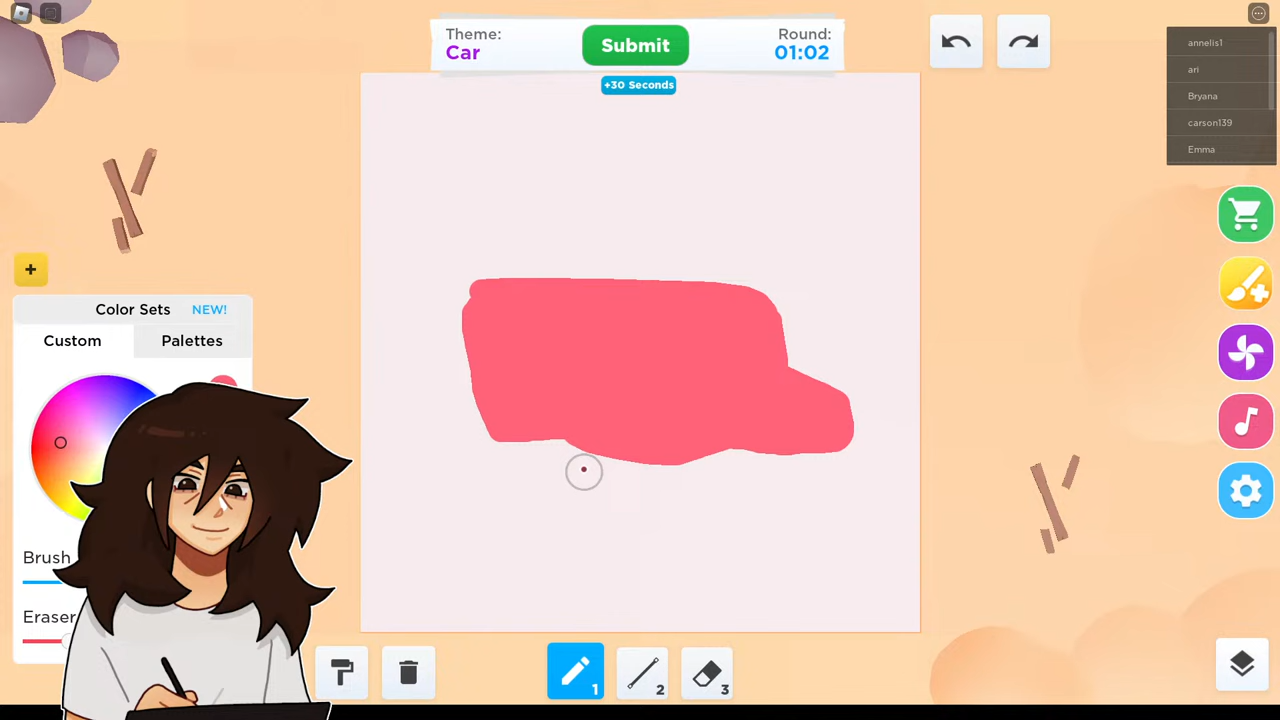 Theme:
Car
Submit
Round:
01:02
+30 Seconds
annelis1
ari
Bryana
carson139
Emma
+
Color Sets NEW!
Custom Palettes
Brush
Eraser
1
2
3